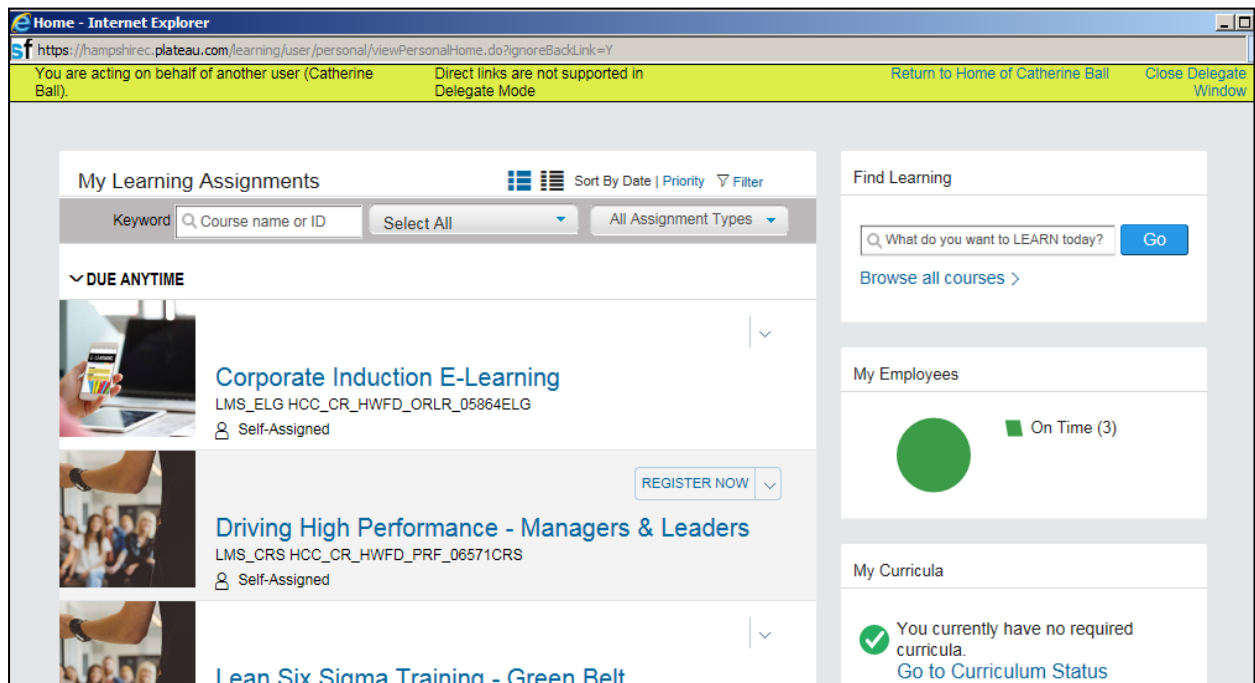 Home - Internet Explorer
https://hampshirec.plateau.com/learning/user/personal/viewPersonalHome.do?ignoreBackLink=Y
You are acting on behalf of another user (Catherine
Ball).
Direct links are not supported in
Delegate Mode
Return to Home of Catherine Ball
Close Delegate
Window
My Learning Assignments
Sort By Date | Priority Filter
Keyword Course name or ID Select All All Assignment Types
DUE ANYTIME
Corporate Induction E-Learning
LMS_ELG HCC_CR_HWFD_ORLR_05864ELG
Self-Assigned
REGISTER NOW
Driving High Performance - Managers & Leaders
LMS_CRS HCC_CR_HWFD_PRF_06571CRS
Self-Assigned
Lean Six Sigma Training - Green Belt
Find Learning
What do you want to LEARN today? Go
Browse all courses >
My Employees
On Time (3)
My Curricula
You currently have no required
curricula.
Go to Curriculum Status